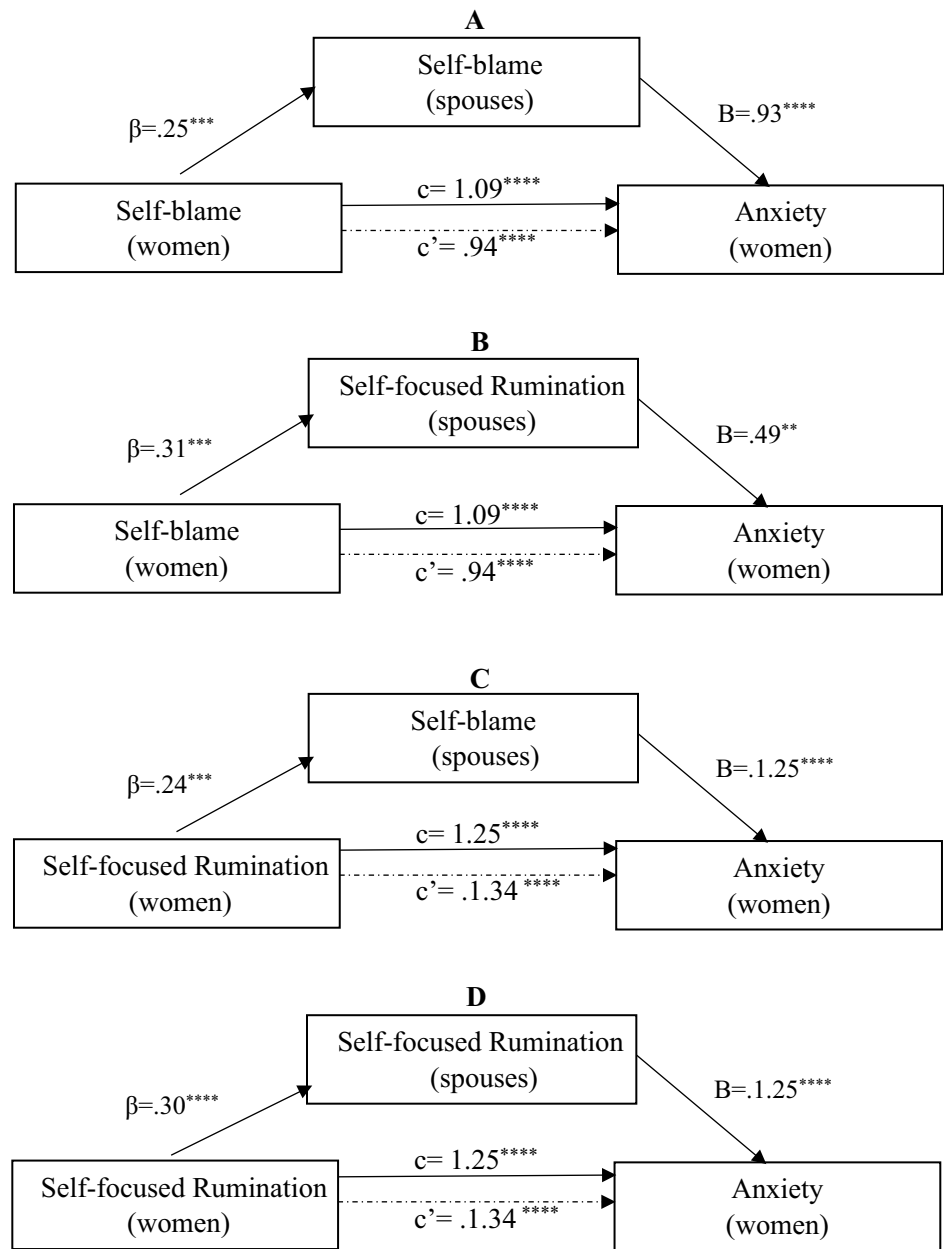 A
Self-blame
(spouses)
β=.25***
B=.93****
Self-blame
(women)
c= 1.09****
c’= .94****
Anxiety
(women)
B
Self-focused Rumination
(spouses)
β=.31***
B=.49**
Self-blame
(women)
c= 1.09****
c’= .94****
Anxiety
(women)
C
Self-blame
(spouses)
β=.24***
B=.1.25****
Self-focused Rumination
(women)
c= 1.25****
c’= .1.34 ****
Anxiety
(women)
D
Self-focused Rumination
(spouses)
β=.30****
B=.1.25****
Self-focused Rumination
(women)
c= 1.25****
c’= .1.34 ****
Anxiety
(women)